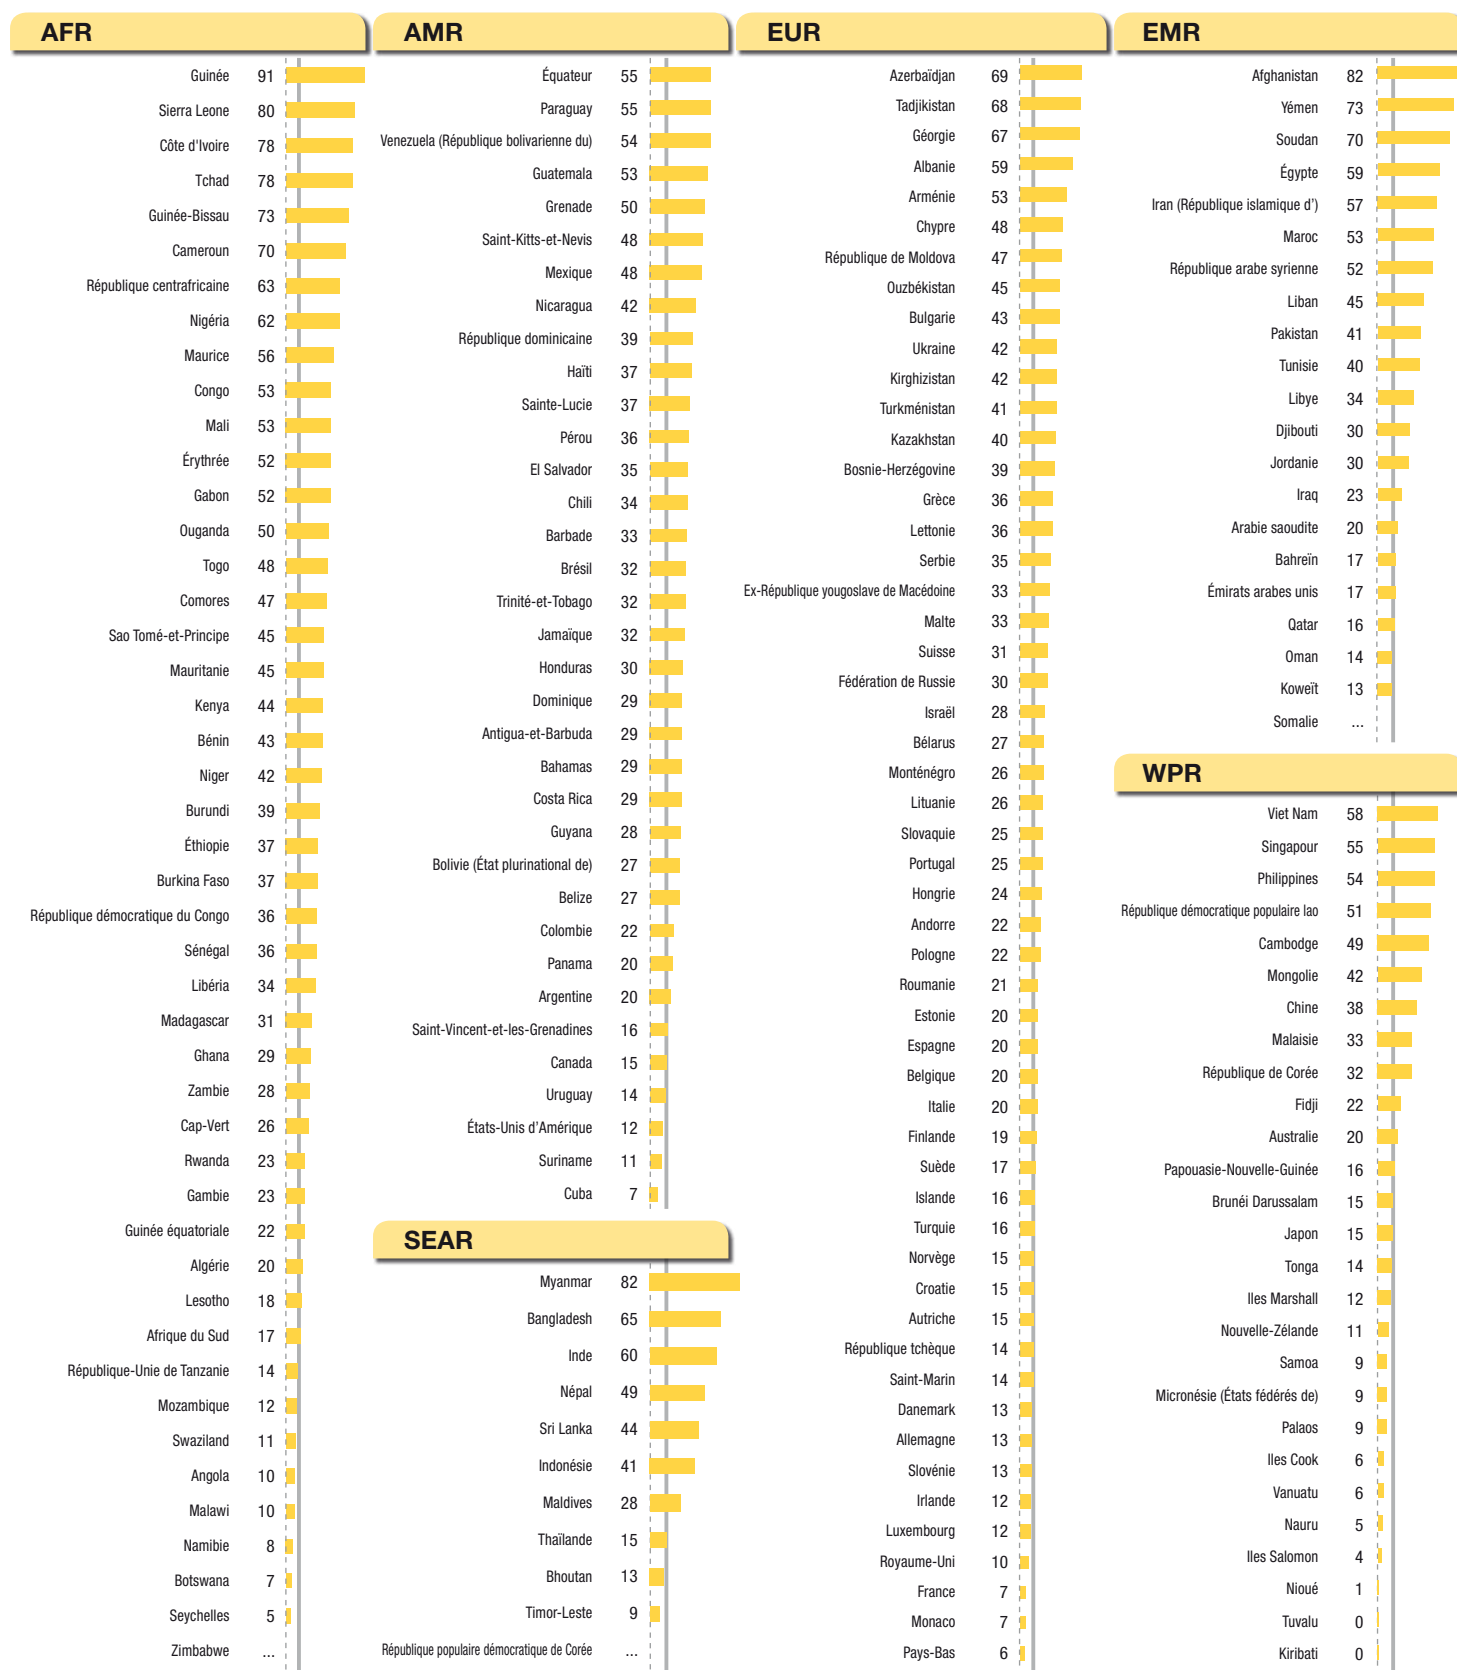 AFR
Guinée 91
Sierra Leone 80
Côte d'Ivoire 78
Tchad 78
Guinée-Bissau 73
Cameroun 70
République centrafricaine 63
Nigéria 62
Maurice 56
Congo 53
Mali 53
Érythrée 52
Gabon 52
Ouganda 50
Togo 48
Comores 47
Sao Tomé-et-Principe 45
Mauritanie 45
Kenya 44
Bénin 43
Niger 42
Burundi 39
Éthiopie 37
Burkina Faso 37
République démocratique du Congo 36
Sénégal 36
Libéria 34
Madagascar 31
Ghana 29
Zambie 28
Cap-Vert 26
Rwanda 23
Gambie 23
Guinée équatoriale 22
Algérie 20
Lesotho 18
Afrique du Sud 17
République-Unie de Tanzanie 14
Mozambique 12
Swaziland 11
Angola 10
Malawi 10
Namibie 8
Botswana 7
Seychelles 5
Zimbabwe ...
AMR
Équateur 55
Paraguay 55
Venezuela (République bolivarienne du) 54
Guatemala 53
Grenade 50
Saint-Kitts-et-Nevis 48
Mexique 48
Nicaragua 42
République dominicaine 39
Haïti 37
Sainte-Lucie 37
Pérou 36
El Salvador 35
Chili 34
Barbade 33
Brésil 32
Trinité-et-Tobago 32
Jamaïque 32
Honduras 30
Dominique 29
Antigua-et-Barbuda 29
Bahamas 29
Costa Rica 29
Guyana 28
Bolivie (État plurinational de) 27
Belize 27
Colombie 22
Panama 20
Argentine 20
Saint-Vincent-et-les-Grenadines 16
Canada 15
Uruguay 14
États-Unis d’Amérique 12
Suriname 11
Cuba 7
SEAR
Myanmar 82
Bangladesh 65
Inde 60
Népal 49
Sri Lanka 44
Indonésie 41
Maldives 28
Thaïlande 15
Bhoutan 13
Timor-Leste 9
République populaire démocratique de Corée ...
EUR
Azerbaïdjan 69
Tadjikistan 68
Géorgie 67
Albanie 59
Arménie 53
Chypre 48
République de Moldova 47
Ouzbékistan 45
Bulgarie 43
Ukraine 42
Kirghizistan 42
Turkménistan 41
Kazakhstan 40
Bosnie-Herzégovine 39
Grèce 36
Lettonie 36
Serbie 35
Ex-République yougoslave de Macédoine 33
Malte 33
Suisse 31
Fédération de Russie 30
Israël 28
Bélarus 27
Monténégro 26
Lituanie 26
Slovaquie 25
Portugal 25
Hongrie 24
Andorre 22
Pologne 22
Roumanie 21
Estonie 20
Espagne 20
Belgique 20
Italie 20
Finlande 19
Suède 17
Islande 16
Turquie 16
Norvège 15
Croatie 15
Autriche 15
République tchèque 14
Saint-Marin 14
Danemark 13
Allemagne 13
Slovénie 13
Irlande 12
Luxembourg 12
Royaume-Uni 10
France 7
Monaco 7
Pays-Bas 6
EMR
Afghanistan 82
Yémen 73
Soudan 70
Égypte 59
Iran (République islamique d’) 57
Maroc 53
République arabe syrienne 52
Liban 45
Pakistan 41
Tunisie 40
Libye 34
Djibouti 30
Jordanie 30
Iraq 23
Arabie saoudite 20
Bahreïn 17
Émirats arabes unis 17
Qatar 16
Oman 14
Koweït 13
Somalie ...
WPR
Viet Nam 58
Singapour 55
Philippines 54
République démocratique populaire lao 51
Cambodge 49
Mongolie 42
Chine 38
Malaisie 33
République de Corée 32
Fidji 22
Australie 20
Papouasie-Nouvelle-Guinée 16
Brunéi Darussalam 15
Japon 15
Tonga 14
Iles Marshall 12
Nouvelle-Zélande 11
Samoa 9
Micronésie (États fédérés de) 9
Palaos 9
Iles Cook 6
Vanuatu 6
Nauru 5
Iles Salomon 4
Nioué 1
Tuvalu 0
Kiribati 0